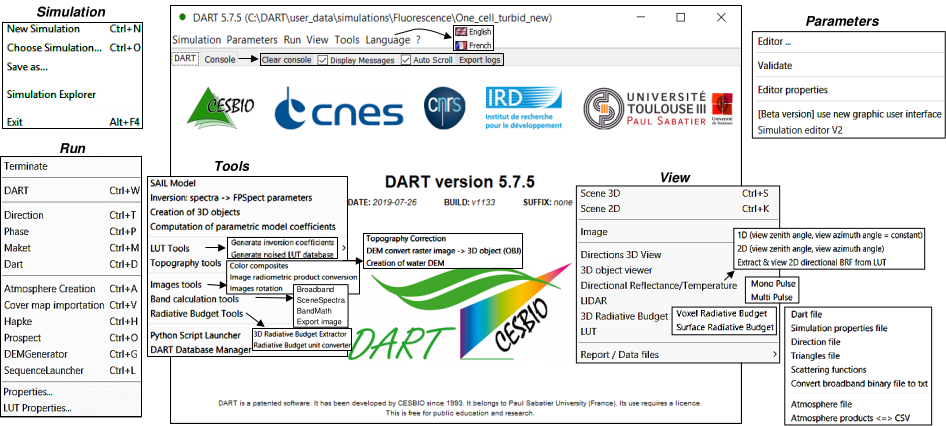 Simulation
New Simulation Ctrl+N
Choose Simulation... Ctrl+O
Save as...
Simulation Explorer
Exit Alt+F4
DART 5.7.5 (C:\DART\user_data\simulations\Fluorescence\One_cell_turbid_new)
Simulation Parameters Run View Tools Language ?
English
French
DART Console Clear console Display Messages Auto Scroll Export logs
CESBIO
cnes
cnrs
IRD
Institut de recherche
pour le développement
UNIVERSITÉ
TOULOUSE III
PAUL SABATIER
Université
de Toulouse
Parameters
Editor ...
Validate
Editor properties
[Beta version] use new graphic user interface
Simulation editor V2
Run
Terminate
DART Ctrl+W
Direction Ctrl+T
Phase Ctrl+P
Maket Ctrl+M
Dart Ctrl+D
Atmosphere Creation Ctrl+A
Cover map importation Ctrl+V
Hapke Ctrl+H
Prospect Ctrl+O
DEMGenerator Ctrl+G
SequenceLauncher Ctrl+L
Properties...
LUT Properties...
Tools
SAIL Model
Inversion: spectra -> FPSpect parameters
Creation of 3D objects
Computation of parametric model coefficients
LUT Tools
Topography tools
Images tools
Band calculation tools
Radiative Budget Tools
Python Script Launcher
DART Database Manager
Generate inversion coefficients
Generate noised LUT database
Color composites
Image radiometric product conversion
Images rotation
Broadband
SceneSpectra
BandMath
Export image
3D Radiative Budget Extractor
Radiative budget unit converter
Topography Correction
DEM convert raster image -> 3D object (OBJ)
Creation of water DEM
DART version 5.7.5
DATE: 2019-07-26 BUILD: v1133 SUFFIX: none
DART
CESBIO
View
Scene 3D Ctrl+S
Scene 2D Ctrl+K
Image
Directions 3D View
3D object viewer
Directional Reflectance/Temperature
LIDAR
3D Radiative Budget
LUT
Report / Data files
1D (view zenith angle, view azimuth angle = constant)
2D (view zenith angle, view azimuth angle)
Extract & view 2D directional BRF from LUT
Mono Pulse
Multi Pulse
Voxel Radiative Budget
Surface Radiative Budget
Dart file
Simulation properties file
Direction file
Triangles file
Scattering functions
Convert broadband binary file to txt
Atmosphere file
Atmosphere products <=> CSV
DART is a patented software. It has been developed by CESBIO since 1993. It belongs to Paul Sabatier University (France). Its use requires a licence.
This is free for public education and research.